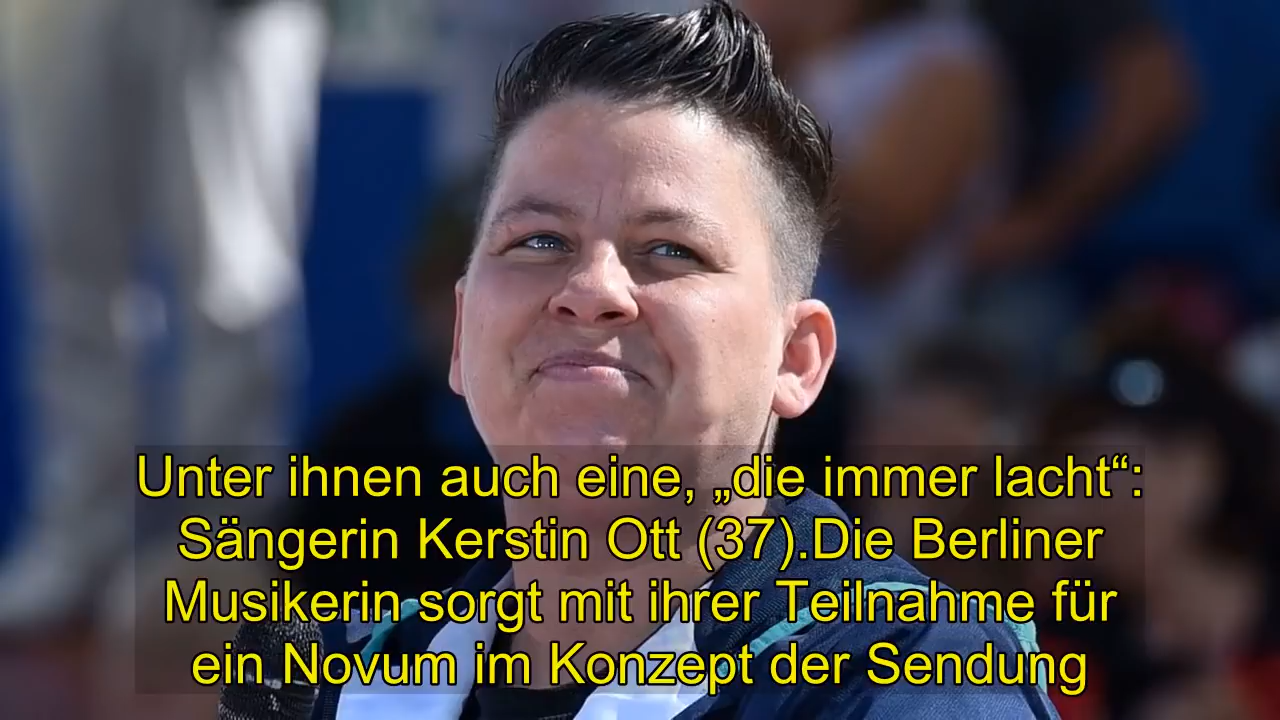 Unter ihnen auch eine, „die immer lacht“:
Sängerin Kerstin Ott (37).Die Berliner
Musikerin sorgt mit ihrer Teilnahme für
ein Novum im Konzept der Sendung